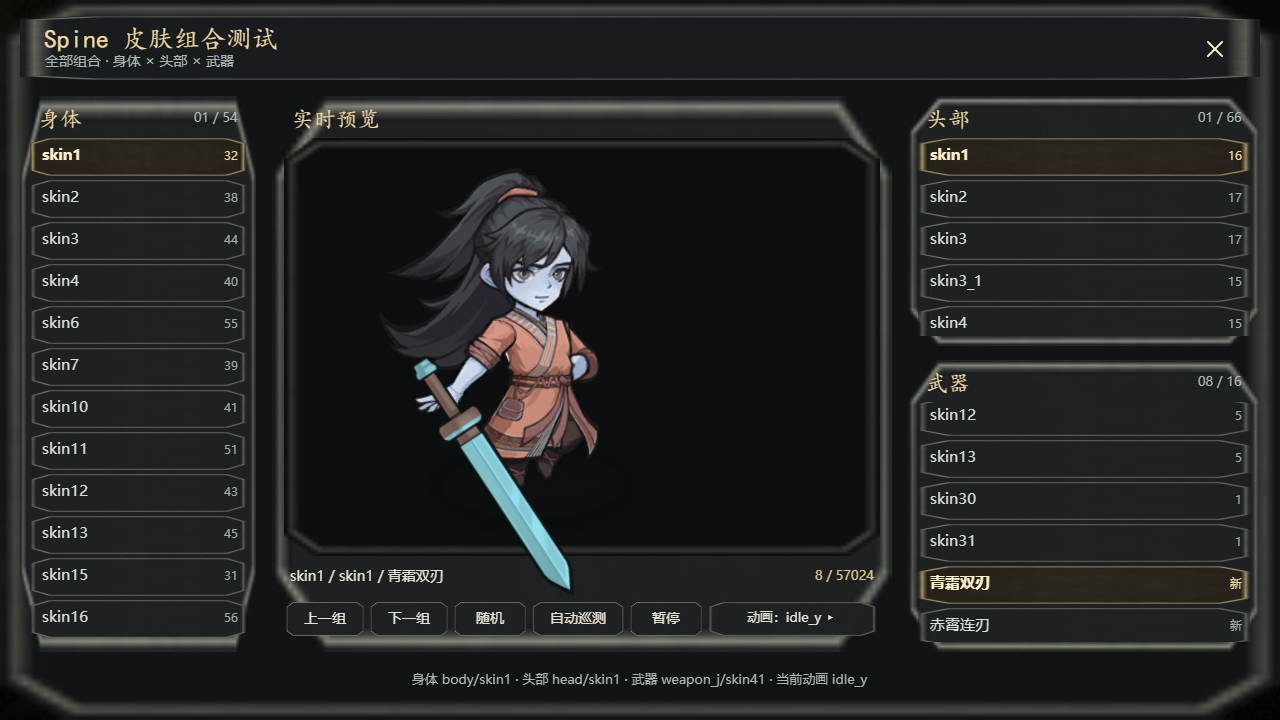 Spine 皮肤组合测试
全部组合 · 身体 × 头部 × 武器
身体 01 / 54
skin1 32
skin2 38
skin3 44
skin4 40
skin6 55
skin7 39
skin10 41
skin11 51
skin12 43
skin13 45
skin15 31
skin16 56
实时预览
skin1 / skin1 / 青霜双刃 8 / 57024
上一组 下一组 随机 自动巡测 暂停 动画: idle_y ▸
头部 01 / 66
skin1 16
skin2 17
skin3 17
skin3_1 15
skin4 15
武器 08 / 16
skin12 5
skin13 5
skin30 1
skin31 1
青霜双刃 新
赤霄连刃 新
身体 body/skin1 · 头部 head/skin1 · 武器 weapon_j/skin41 · 当前动画 idle_y